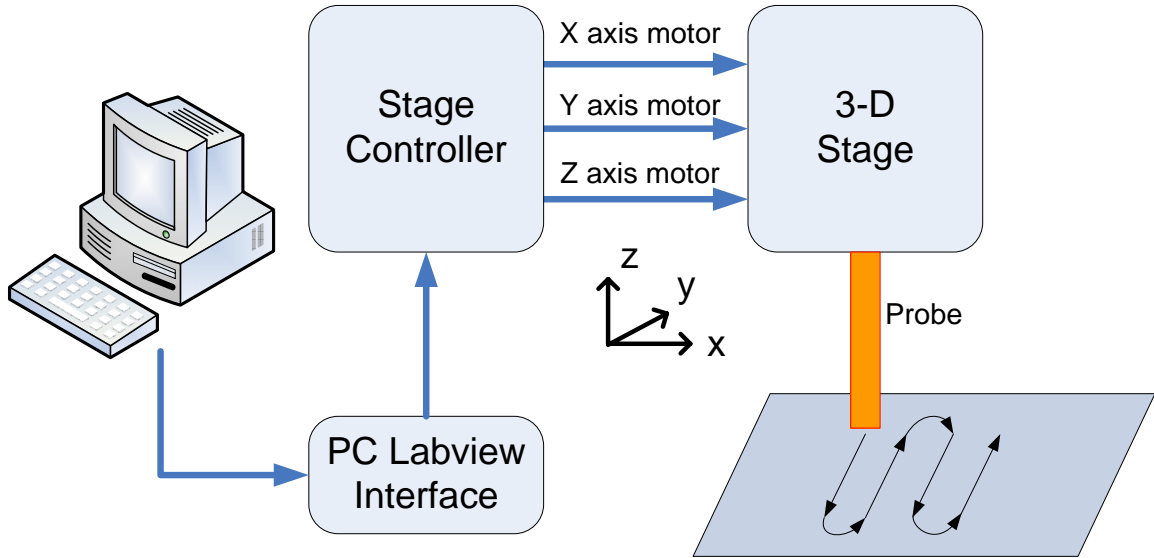 X axis motor
Stage
Controller
Y axis motor
3-D
Stage
Z axis motor
z
y
x
Probe
PC Labview
Interface